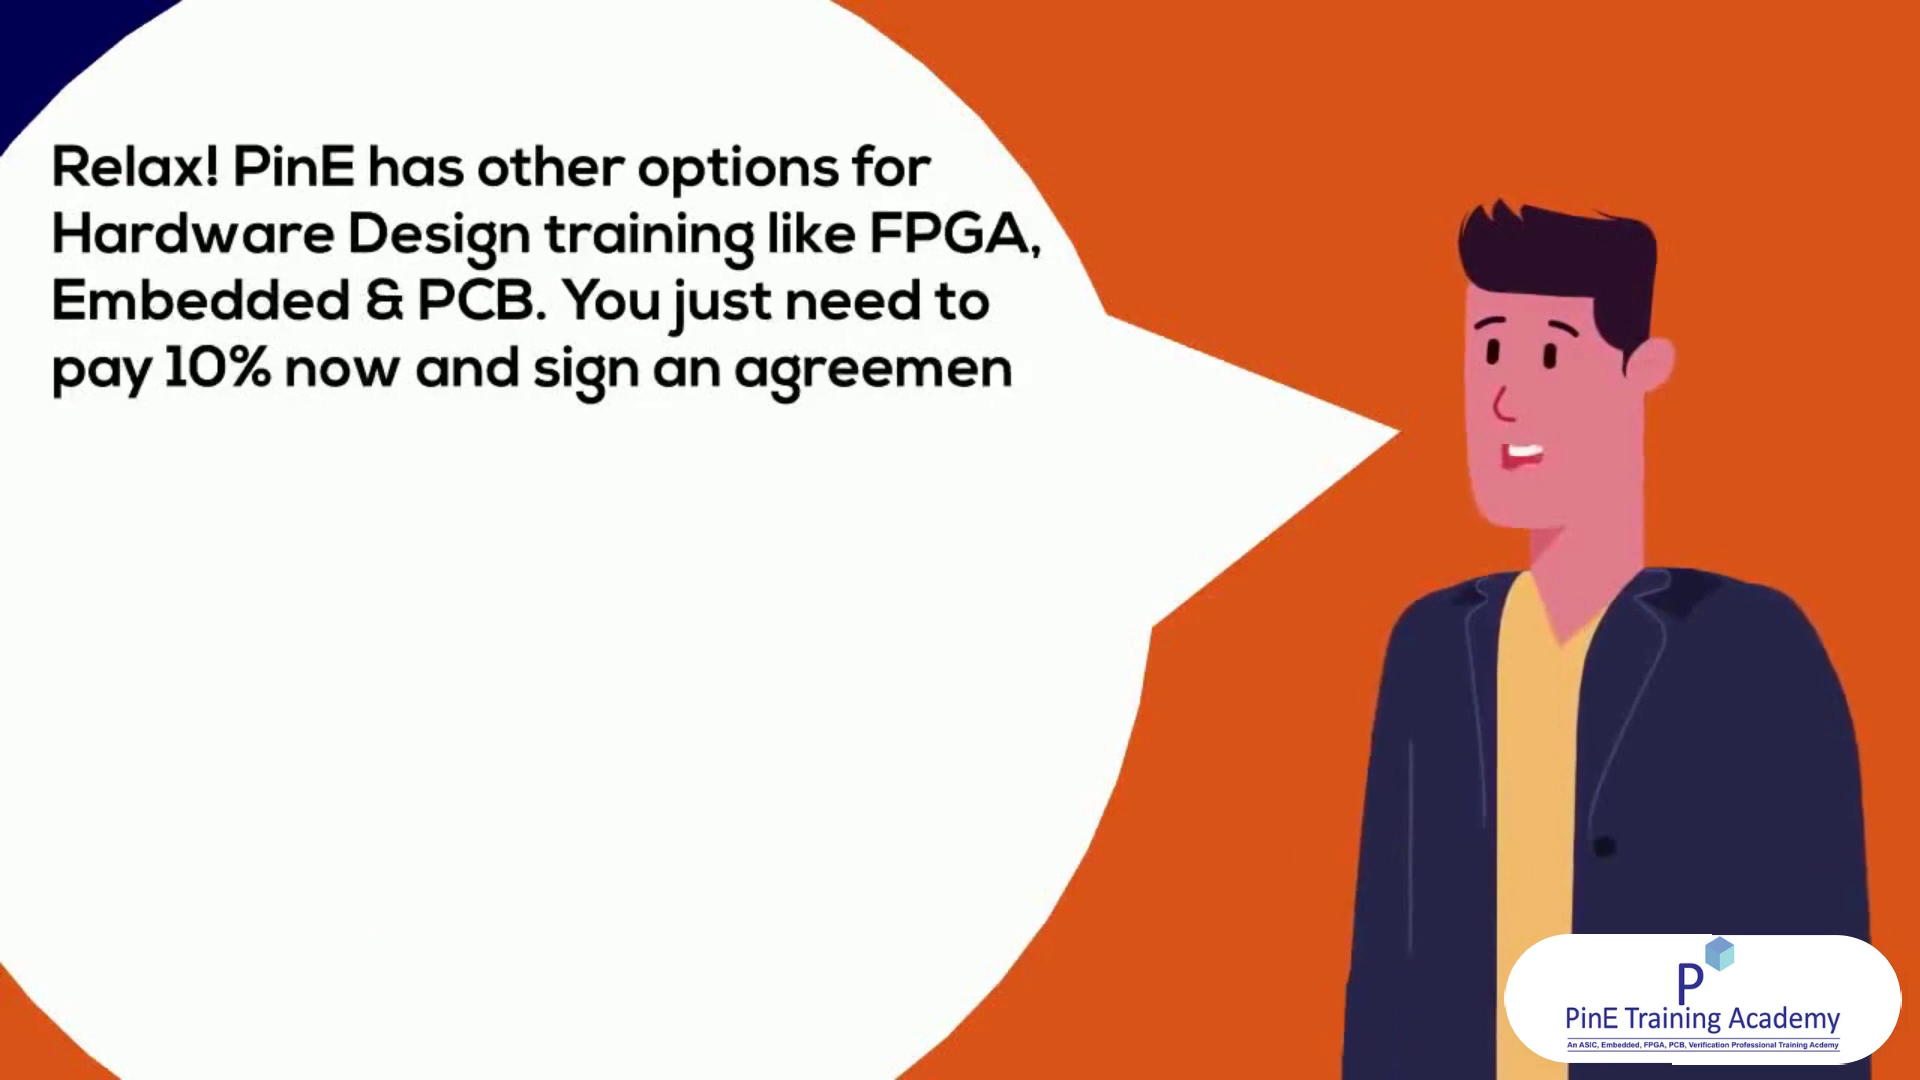 Relax! PinE has other options for
Hardware Design training like FPGA,
Embedded & PCB. You just need to
pay 10% now and sign an agreemen
P
PinE Training Academy
An ASIC, Embedded, FPGA, PCB, Verification Professional Training Acdemy